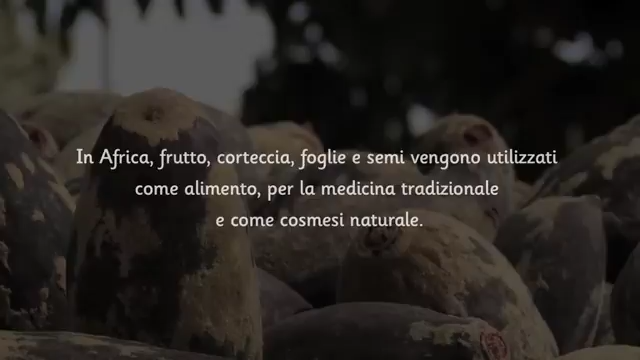 In Africa, frutto, corteccia, foglie e semi vengono utilizzati
come alimento, per la medicina tradizionale
e come cosmesi naturale.